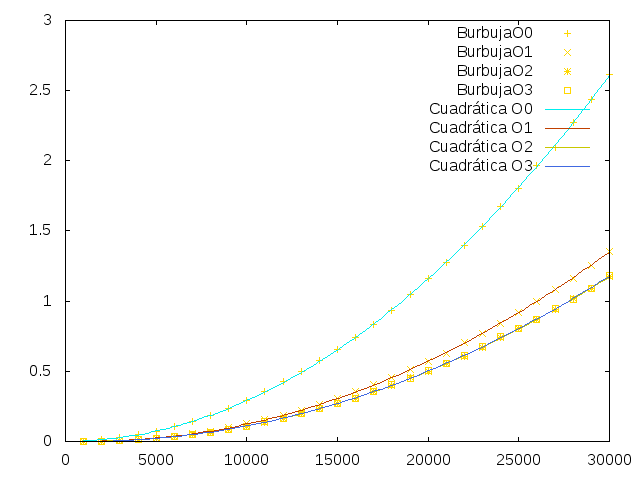 3
2.5
2
1.5
1
0.5
0
0
5000
10000
15000
20000
25000
30000
BurbujaO0
BurbujaO1
BurbujaO2
BurbujaO3
Cuadrática O0
Cuadrática O1
Cuadrática O2
Cuadrática O3